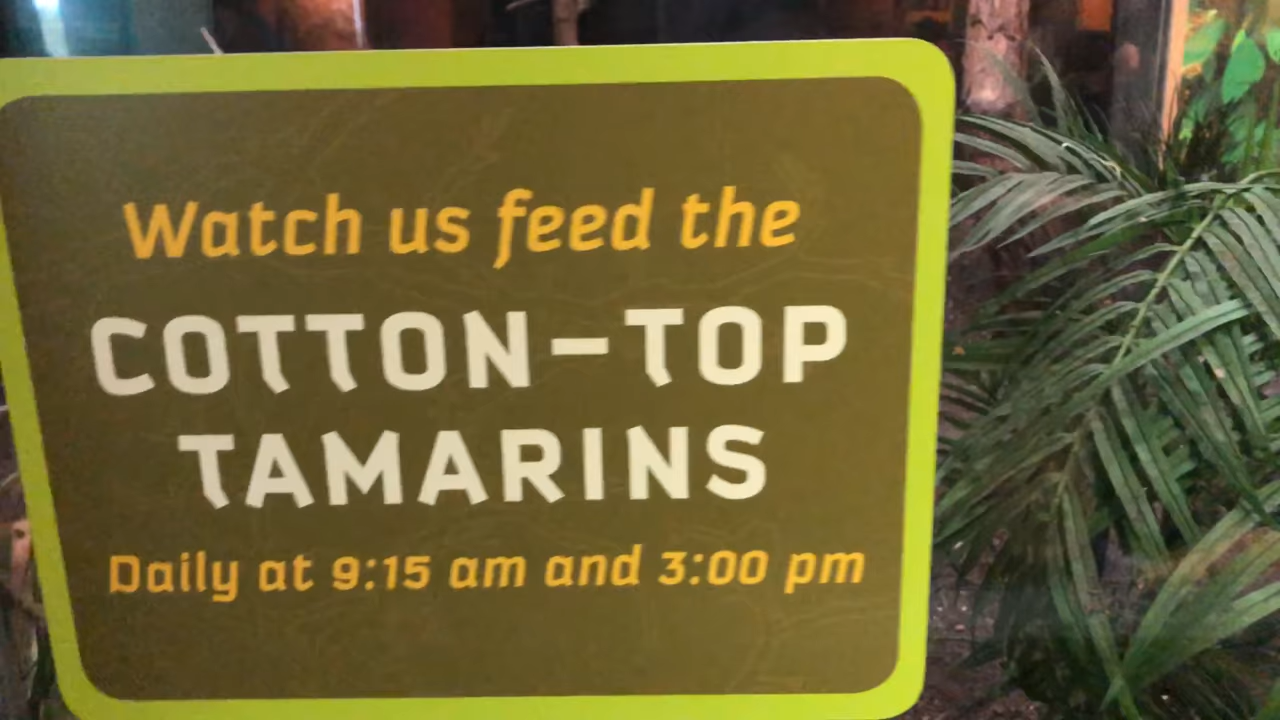 Watch us feed the
COTTON-TOP
TAMARINS
Daily at 9:15 am and 3:00 pm